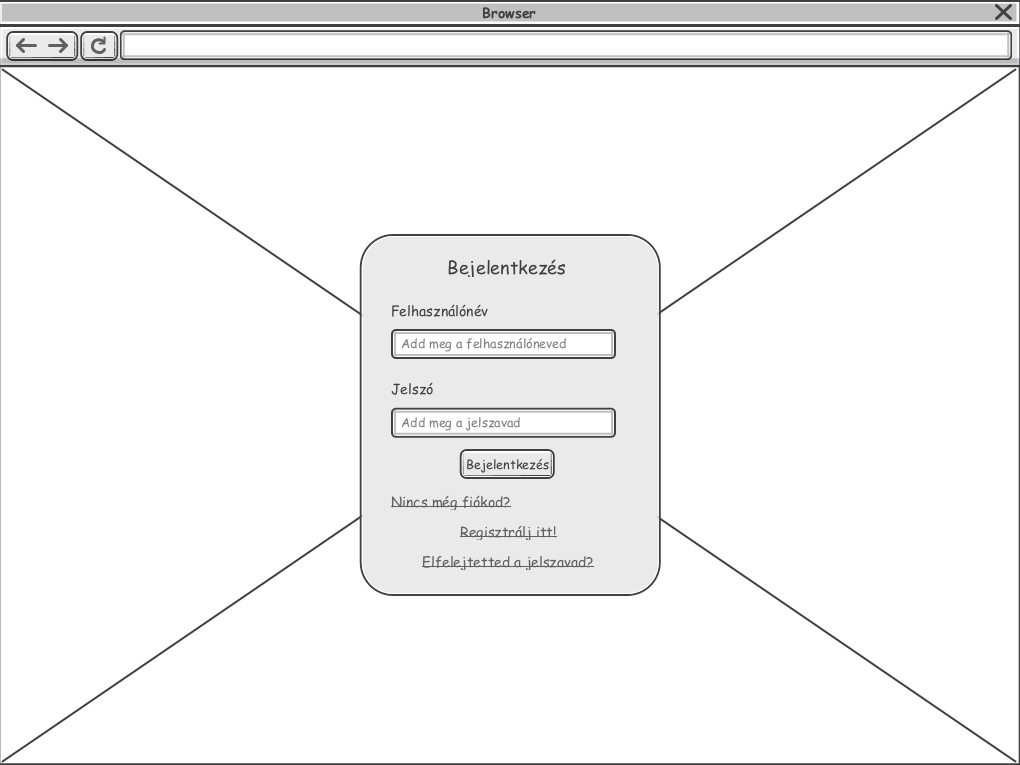 Browser
Bejelentkezés
Felhasználónév
Add meg a felhasználóneved
Jelszó
Add meg a jelszavad
Bejelentkezés
Nincs még fiókod?
Regisztrálj itt!
Elfelejtetted a jelszavad?